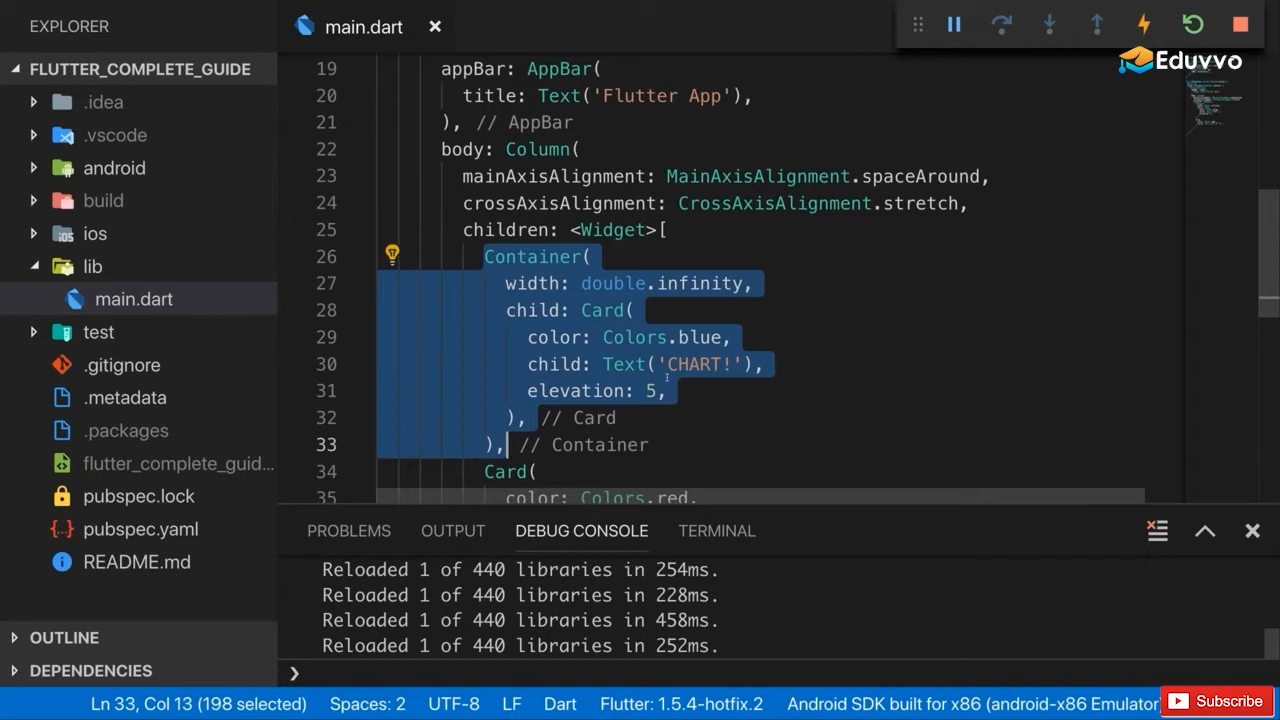 EXPLORER
FLUTTER_COMPLETE_GUIDE
.idea
.vscode
android
build
ios
lib
main.dart
test
.gitignore
.metadata
.packages
flutter_complete_guid...
pubspec.lock
pubspec.yaml
README.md
OUTLINE
DEPENDENCIES
main.dart
Eduvvo
19 appBar: AppBar(
20 title: Text('Flutter App'),
21 ), // AppBar
22 body: Column(
23 mainAxisAlignment: MainAxisAlignment.spaceAround,
24 crossAxisAlignment: CrossAxisAlignment.stretch,
25 children: <Widget>[
26 Container(
27 width: double.infinity,
28 child: Card(
29 color: Colors.blue,
30 child: Text('CHART!'),
31 elevation: 5,
32 ), // Card
33 ), // Container
34 Card(
35 color: Colors.red,
PROBLEMS OUTPUT DEBUG CONSOLE TERMINAL
Reloaded 1 of 440 libraries in 254ms.
Reloaded 1 of 440 libraries in 228ms.
Reloaded 1 of 440 libraries in 458ms.
Reloaded 1 of 440 libraries in 252ms.
Ln 33, Col 13 (198 selected) Spaces: 2 UTF-8 LF Dart Flutter: 1.5.4-hotfix.2 Android SDK built for x86 (android-x86 Emulator)
Subscribe